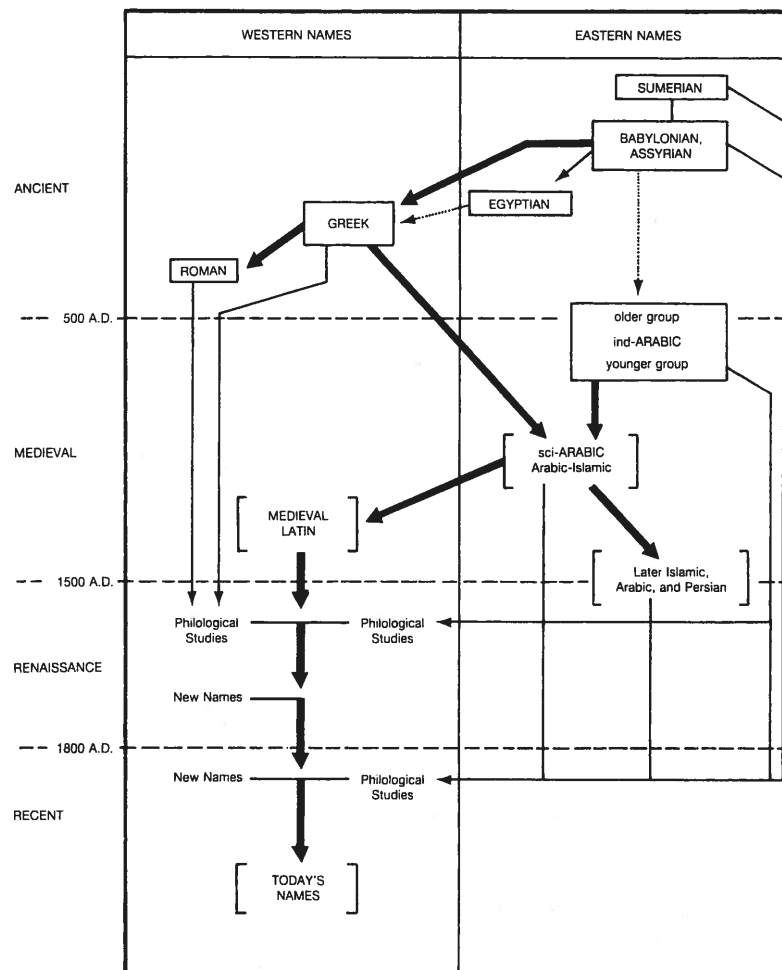 WESTERN NAMES
EASTERN NAMES
SUMERIAN
BABYLONIAN,
ASSYRIAN
ANCIENT
EGYPTIAN
GREEK
ROMAN
500 A.D.
older group
ind-ARABIC
younger group
MEDIEVAL
sci-ARABIC
Arabic-Islamic
MEDIEVAL
LATIN
Later Islamic,
Arabic, and Persian
1500 A.D.
Philological
Studies
Philological
Studies
RENAISSANCE
New Names
1800 A.D.
New Names
Philological
Studies
RECENT
TODAY'S
NAMES